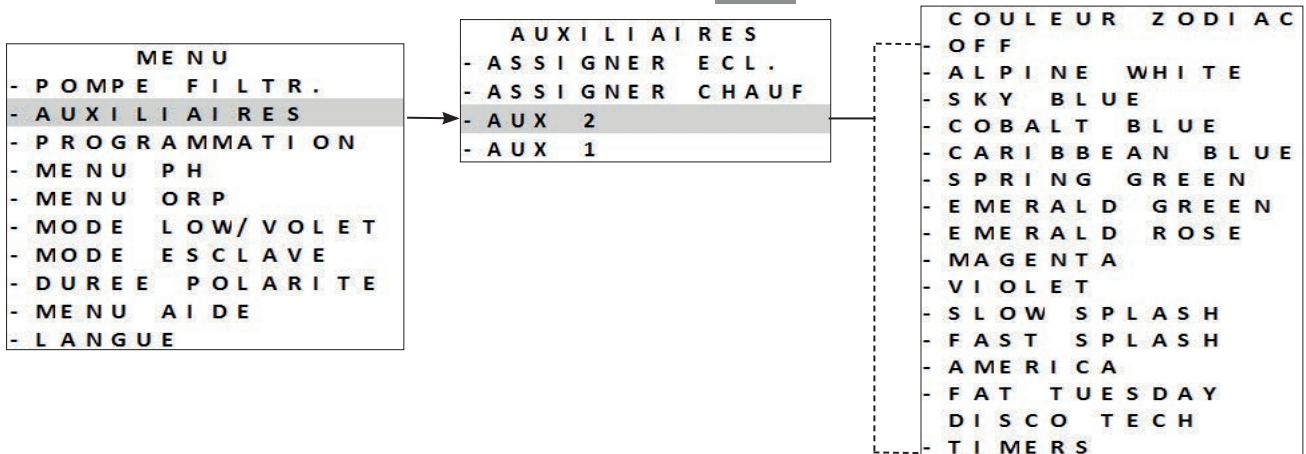 MENU
- POMPE FILTR.
- AUXILIAIRES
- PROGRAMMATION
- MENU PH
- MENU ORP
- MODE LOW/VOLET
- MODE ESCLAVE
- DUREE POLARITE
- MENU AIDE
- LANGUE
AUXILIAIRES
- ASSIGNER ECL.
- ASSIGNER CHAUF
- AUX 2
- AUX 1
COULEUR ZODIAC
- OFF
- ALPINE WHITE
- SKY BLUE
- COBALT BLUE
- CARIBBEAN BLUE
- SPRING GREEN
- EMERALD GREEN
- EMERALD ROSE
- MAGENTA
- VIOLET
- SLOW SPLASH
- FAST SPLASH
- AMERICA
- FAT TUESDAY
DISCO TECH
- TIMERS